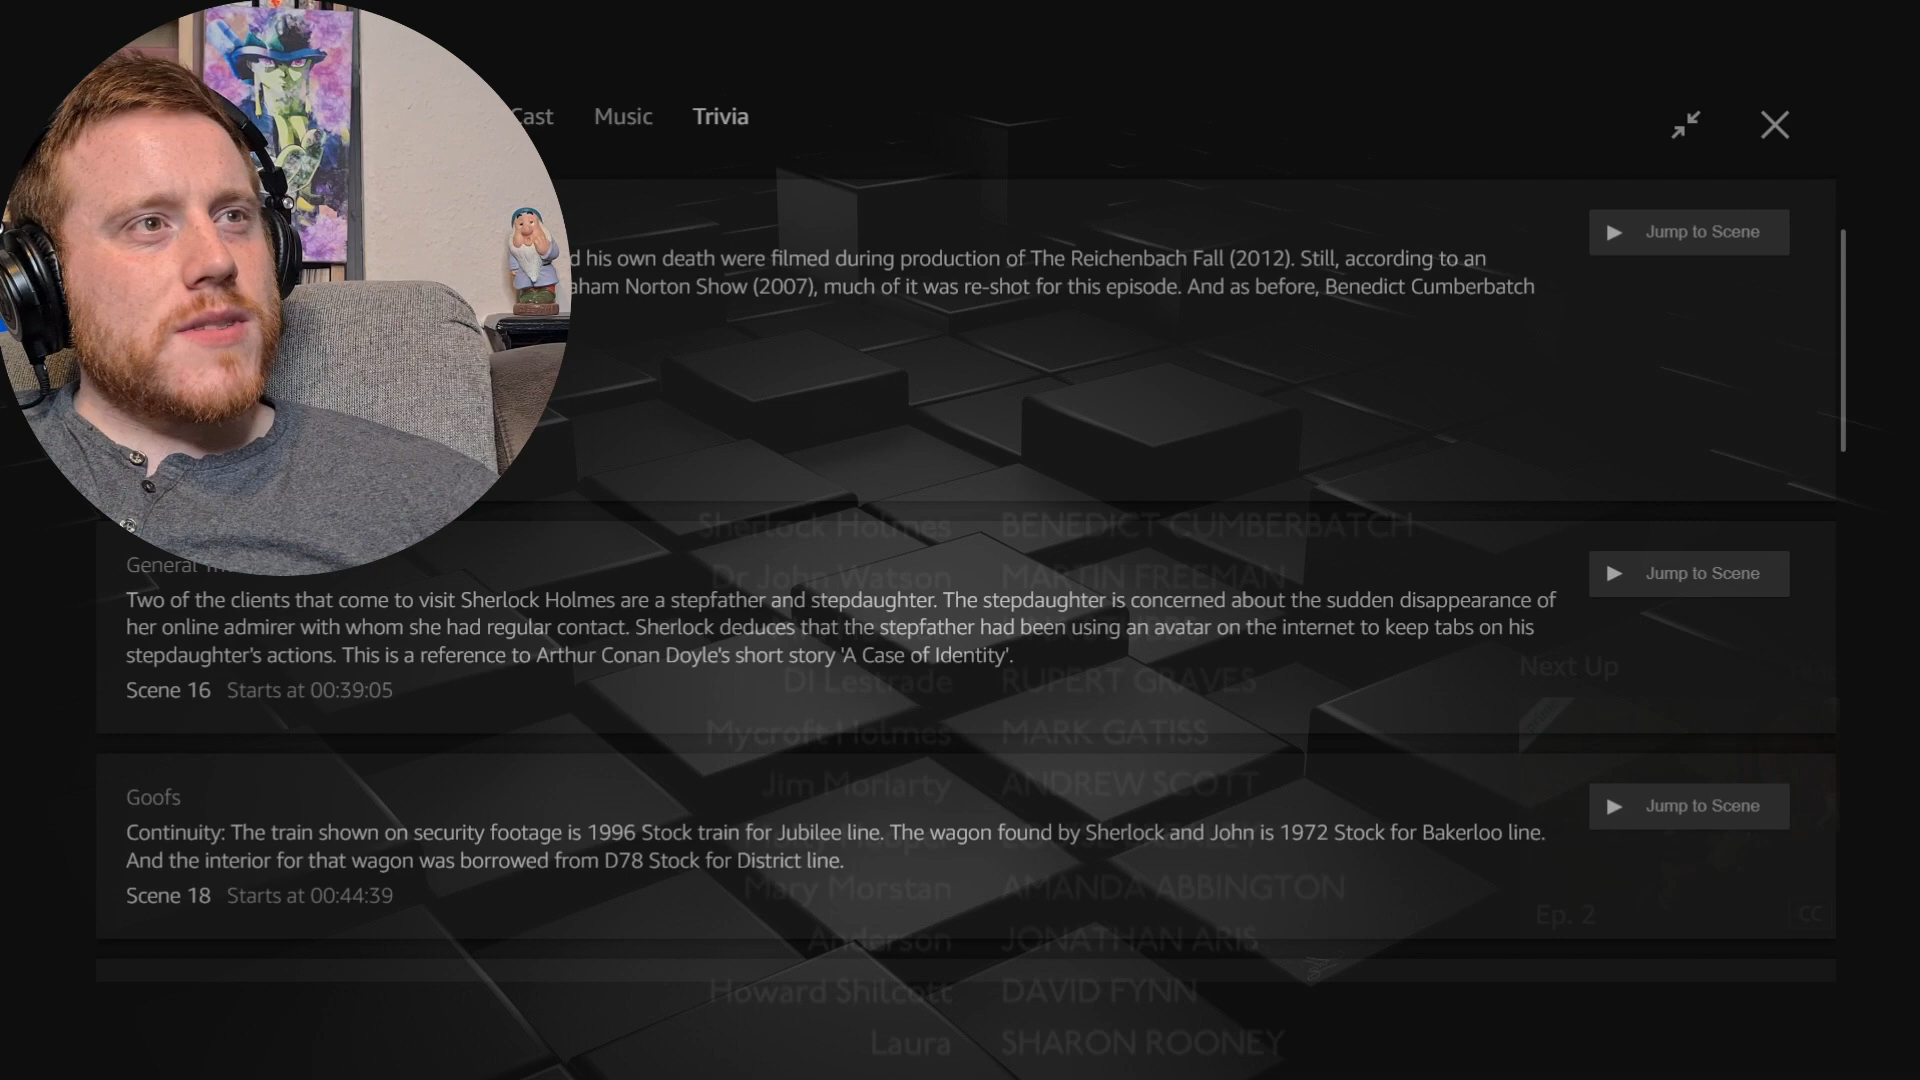 Cast Music Trivia
Jump to Scene
d his own death were filmed during production of The Reichenbach Fall (2012). Still, according to an
aham Norton Show (2007), much of it was re-shot for this episode. And as before, Benedict Cumberbatch
Sherlock Holmes BENEDICT CUMBERBATCH
General
Jump to Scene
Dr John Watson MARTIN FREEMAN
Two of the clients that come to visit Sherlock Holmes are a stepfather and stepdaughter. The stepdaughter is concerned about the sudden disappearance of
her online admirer with whom she had regular contact. Sherlock deduces that the stepfather had been using an avatar on the internet to keep tabs on his
stepdaughter's actions. This is a reference to Arthur Conan Doyle's short story 'A Case of Identity'.
Next Up
DI Lestrade RUPERT GRAVES
Scene 16 Starts at 00:39:05
Mycroft Holmes MARK GATISS
Jim Moriarty ANDREW SCOTT
Goofs
Jump to Scene
Continuity: The train shown on security footage is 1996 Stock train for Jubilee line. The wagon found by Sherlock and John is 1972 Stock for Bakerloo line.
And the interior for that wagon was borrowed from D78 Stock for District line.
Mary Morstan AMANDA ABBINGTON
Scene 18 Starts at 00:44:39
Ep. 2 CC
Anderson JONATHAN ARIS
Howard Shilcott DAVID FYNN
Laura SHARON ROONEY